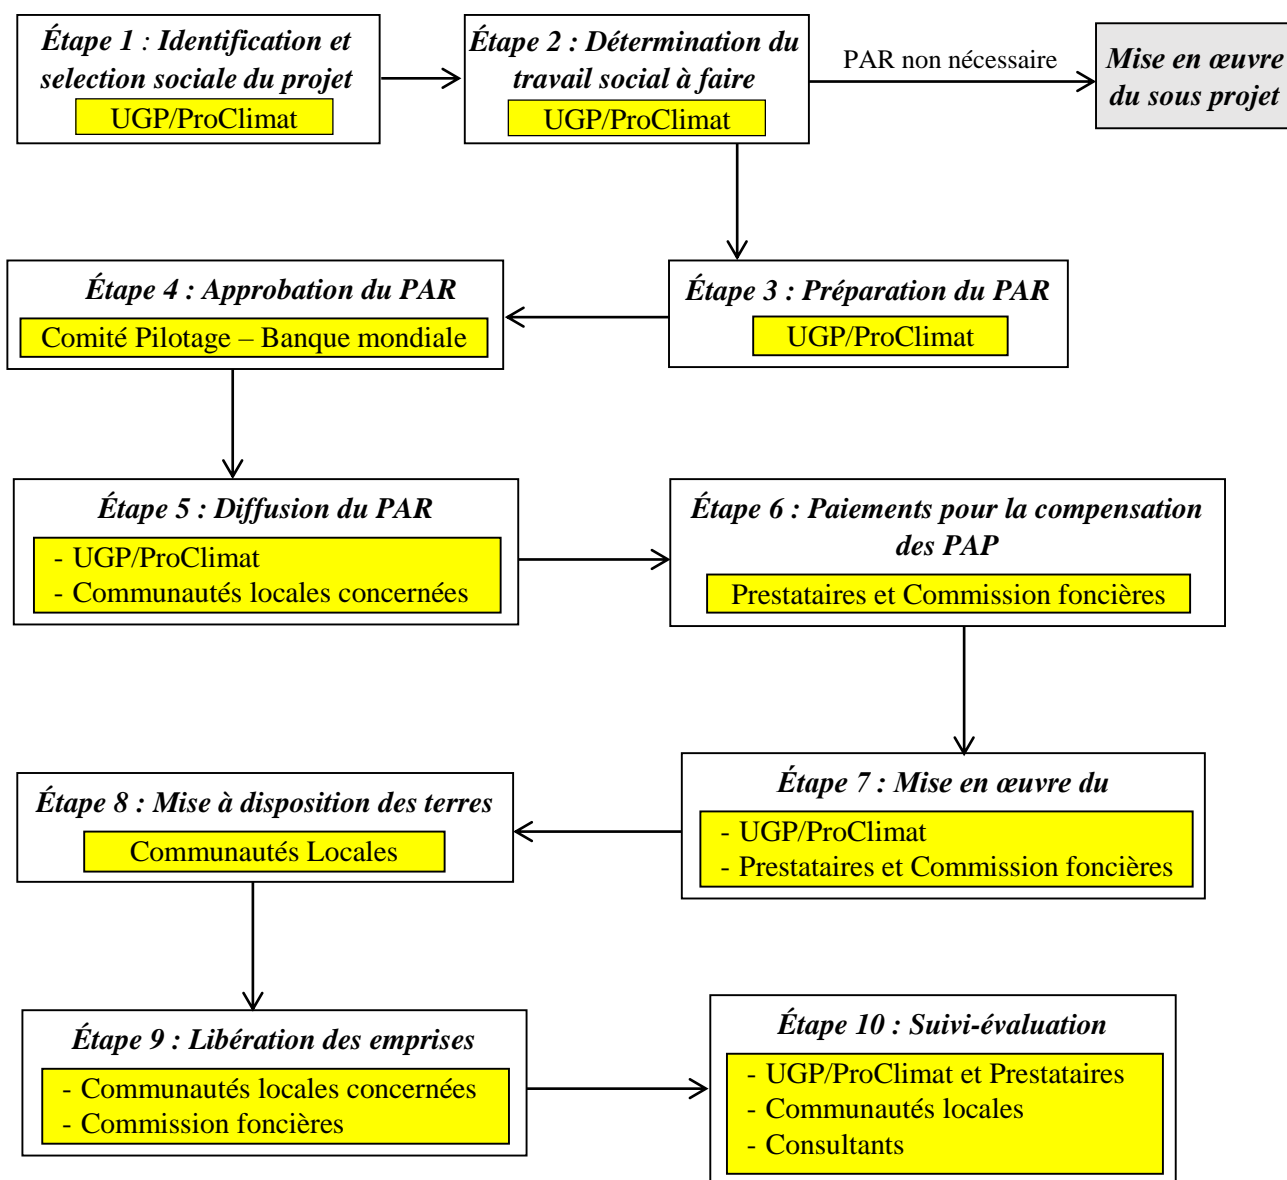 Étape 1 : Identification et
selection sociale du projet
UGP/ProClimat
Étape 2 : Détermination du
travail social à faire
UGP/ProClimat
PAR non nécessaire
Mise en œuvre
du sous projet
Étape 4 : Approbation du PAR
Comité Pilotage – Banque mondiale
Étape 3 : Préparation du PAR
UGP/ProClimat
Étape 5 : Diffusion du PAR
- UGP/ProClimat
- Communautés locales concernées
Étape 6 : Paiements pour la compensation
des PAP
Prestataires et Commission foncières
Étape 8 : Mise à disposition des terres
Communautés Locales
Étape 7 : Mise en œuvre du
- UGP/ProClimat
- Prestataires et Commission foncières
Étape 9 : Libération des emprises
- Communautés locales concernées
- Commission foncières
Étape 10 : Suivi-évaluation
- UGP/ProClimat et Prestataires
- Communautés locales
- Consultants